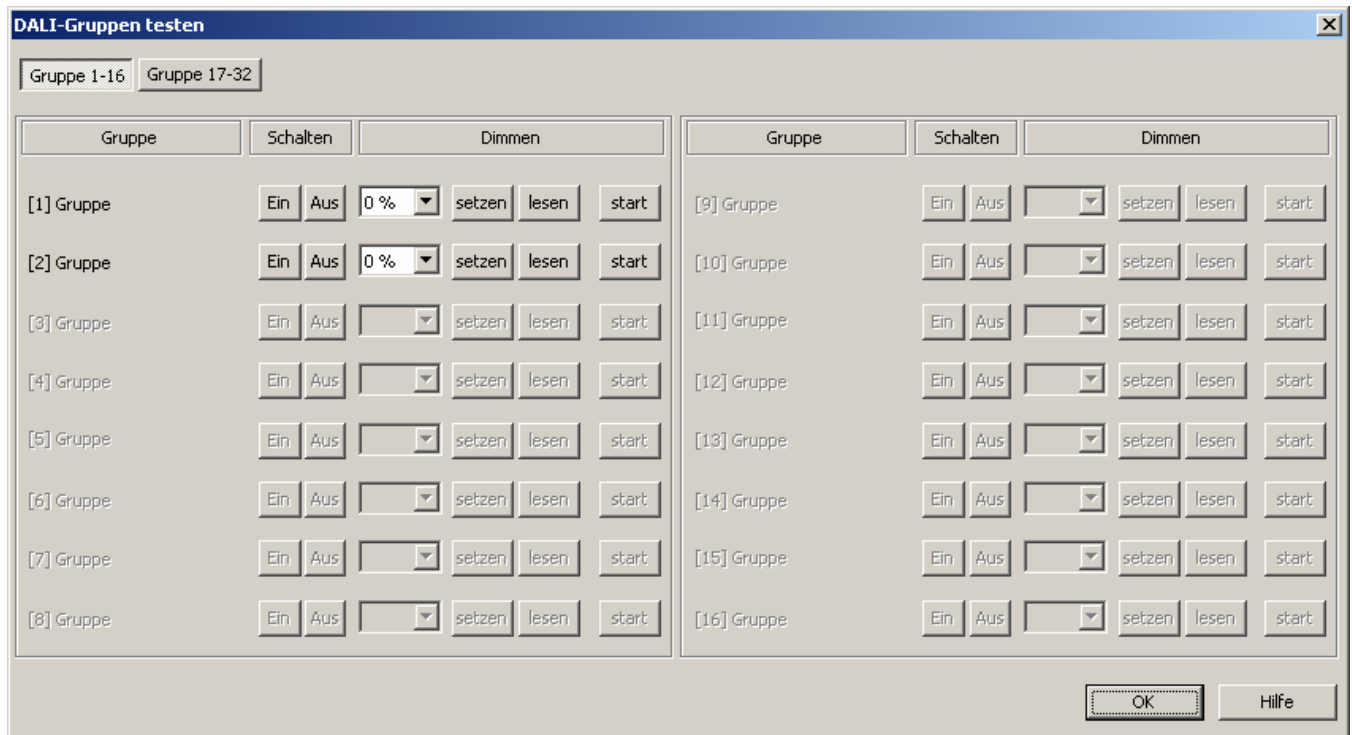 DALI-Gruppen testen
Gruppe 1-16 Gruppe 17-32
Gruppe Schalten Dimmen Gruppe Schalten Dimmen
[1] Gruppe Ein Aus 0 % setzen lesen start [9] Gruppe Ein Aus setzen lesen start
[2] Gruppe Ein Aus 0 % setzen lesen start [10] Gruppe Ein Aus setzen lesen start
[3] Gruppe Ein Aus setzen lesen start [11] Gruppe Ein Aus setzen lesen start
[4] Gruppe Ein Aus setzen lesen start [12] Gruppe Ein Aus setzen lesen start
[5] Gruppe Ein Aus setzen lesen start [13] Gruppe Ein Aus setzen lesen start
[6] Gruppe Ein Aus setzen lesen start [14] Gruppe Ein Aus setzen lesen start
[7] Gruppe Ein Aus setzen lesen start [15] Gruppe Ein Aus setzen lesen start
[8] Gruppe Ein Aus setzen lesen start [16] Gruppe Ein Aus setzen lesen start
OK Hilfe